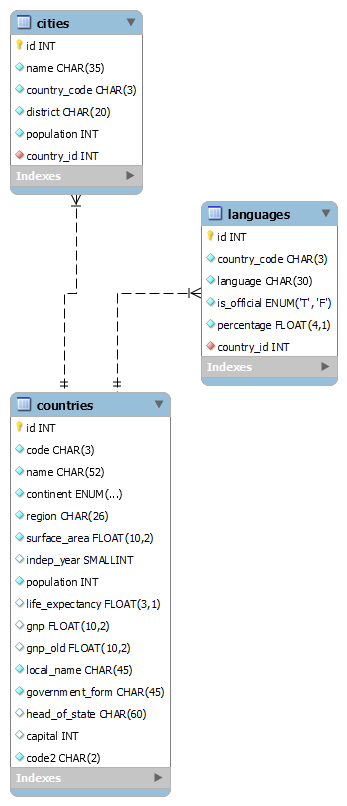 cities
id INT
name CHAR(35)
country_code CHAR(3)
district CHAR(20)
population INT
country_id INT
Indexes
languages
id INT
country_code CHAR(3)
language CHAR(30)
is_official ENUM('T', 'F')
percentage FLOAT(4,1)
country_id INT
Indexes
countries
id INT
code CHAR(3)
name CHAR(52)
continent ENUM(...)
region CHAR(26)
surface_area FLOAT(10,2)
indep_year SMALLINT
population INT
life_expectancy FLOAT(3,1)
gnp FLOAT(10,2)
gnp_old FLOAT(10,2)
local_name CHAR(45)
government_form CHAR(45)
head_of_state CHAR(60)
capital INT
code2 CHAR(2)
Indexes